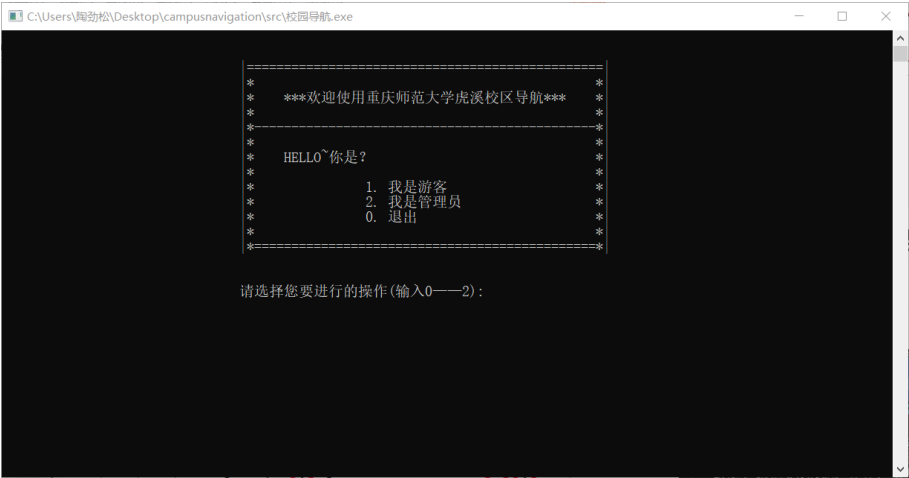 C:\Users\陶劲松\Desktop\campusnavigation\src\校园导航.exe
|================================================|
|* *|
|* ***欢迎使用重庆师范大学虎溪校区导航*** *|
|* *|
|*----------------------------------------------*|
|* *|
|* HELLO~你是? *|
|* *|
|* 1. 我是游客 *|
|* 2. 我是管理员 *|
|* 0. 退出 *|
|* *|
|*==============================================*|
请选择您要进行的操作(输入0——2):